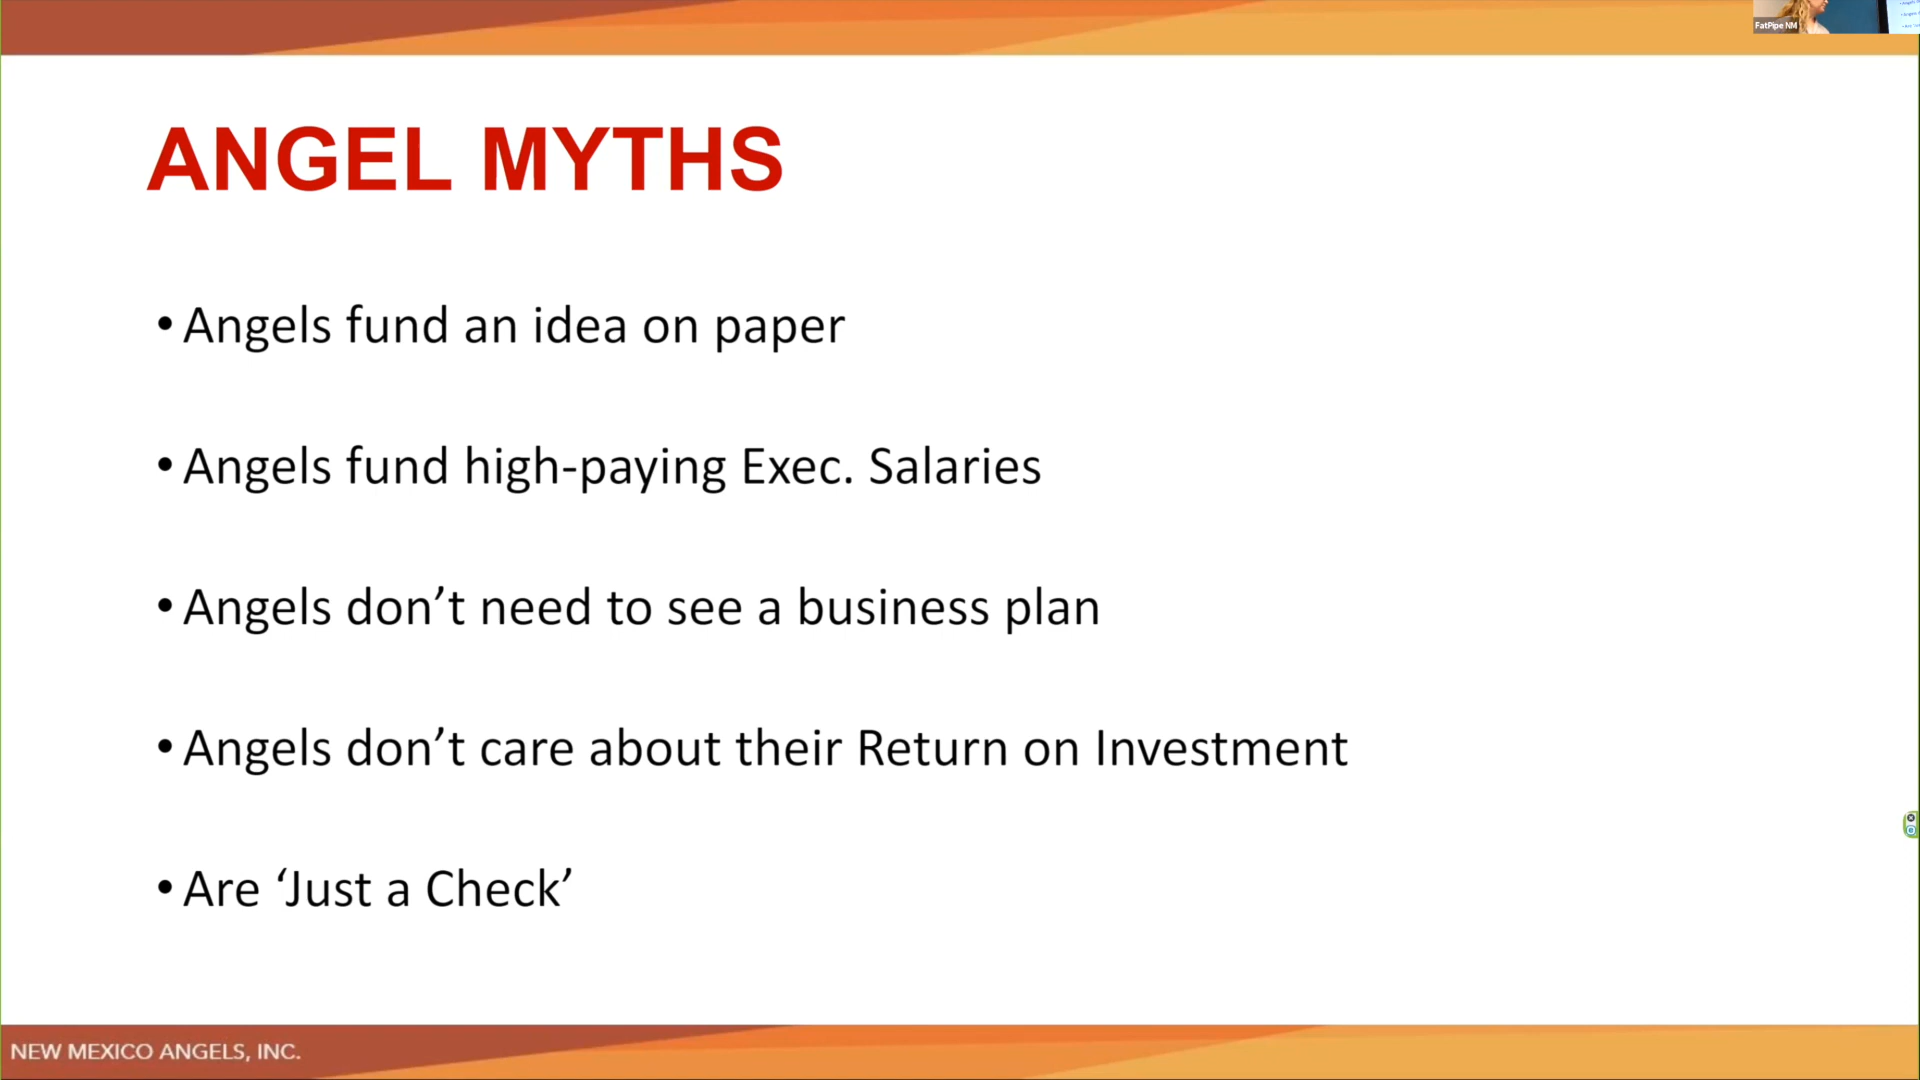 FatPipe NM
ANGEL MYTHS
• Angels fund an idea on paper
• Angels fund high-paying Exec. Salaries
• Angels don’t need to see a business plan
• Angels don’t care about their Return on Investment
• Are ‘Just a Check’
NEW MEXICO ANGELS, INC.